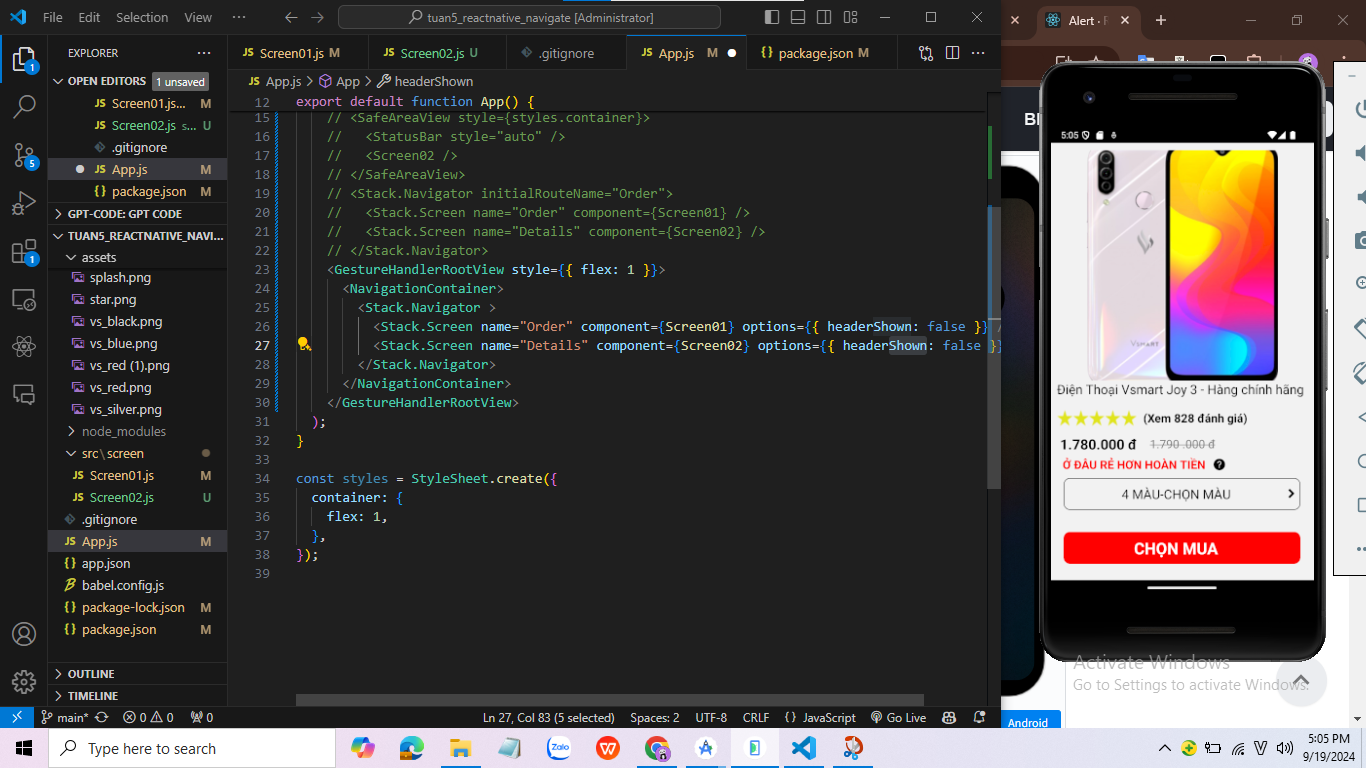 File Edit Selection View ··· tuan5_reactnative_navigate [Administrator]
Alert · R
EXPLORER
Screen01.js M
Screen02.js U
.gitignore
App.js M
package.json M
OPEN EDITORS 1 unsaved
Screen01.js... M
Screen02.js s... U
.gitignore
App.js M
package.json M
GPT-CODE: GPT CODE
TUAN5_REACTNATIVE_NAVI...
assets
splash.png
star.png
vs_black.png
vs_blue.png
vs_red (1).png
vs_red.png
vs_silver.png
node_modules
src\screen
Screen01.js M
Screen02.js U
.gitignore
App.js M
app.json
babel.config.js
package-lock.json M
package.json M
OUTLINE
TIMELINE
App.js > App > headerShown
12 export default function App() {
15 // <SafeAreaView style={styles.container}>
16 // <StatusBar style="auto" />
17 // <Screen02 />
18 // </SafeAreaView>
19 // <Stack.Navigator initialRouteName="Order">
20 // <Stack.Screen name="Order" component={Screen01} />
21 // <Stack.Screen name="Details" component={Screen02} />
22 // </Stack.Navigator>
23 <GestureHandlerRootView style={{ flex: 1 }}>
24 <NavigationContainer>
25 <Stack.Navigator >
26 <Stack.Screen name="Order" component={Screen01} options={{ headerShown: false }} /
27 <Stack.Screen name="Details" component={Screen02} options={{ headerShown: false }}
28 </Stack.Navigator>
29 </NavigationContainer>
30 </GestureHandlerRootView>
31 );
32 }
33
34 const styles = StyleSheet.create({
35 container: {
36 flex: 1,
37 },
38 });
39
5:05
Điện Thoại Vsmart Joy 3 - Hàng chính hãng
(Xem 828 đánh giá)
1.780.000 đ 1.790 .000 đ
Ở ĐÂU RẺ HƠN HOÀN TIỀN ?
4 MÀU-CHỌN MÀU
CHỌN MUA
Activate Windows
Go to Settings to activate Windows.
Android
main* 0 0 0 Ln 27, Col 83 (5 selected) Spaces: 2 UTF-8 CRLF {} JavaScript Go Live
Type here to search
Zalo
5:05 PM
9/19/2024